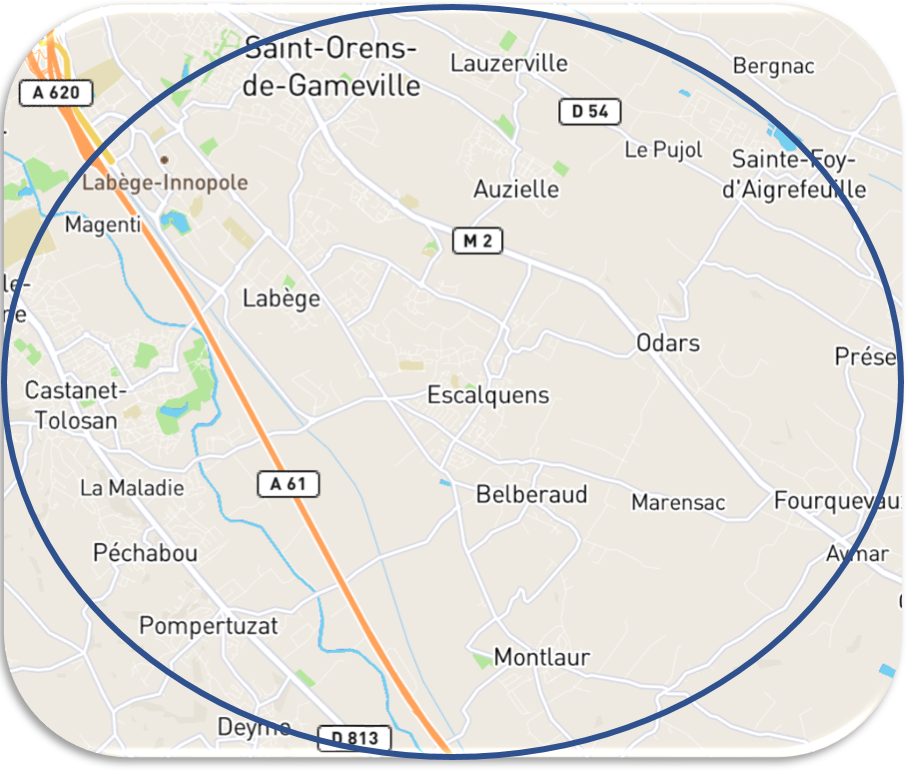 Saint-Orens-
de-Gameville
Lauzerville
Bergnac
A 620
D 54
Le Pujol
Sainte-Foy-
d'Aigrefeuille
Labège-Innopole
Auzielle
Magenti
M 2
le-
ne
Labège
Odars
Prése
Castanet-
Tolosan
Escalquens
La Maladie
A 61
Belberaud
Marensac
Fourquevau
Péchabou
Aymar
Pompertuzat
Montlaur
Deyme
D 813